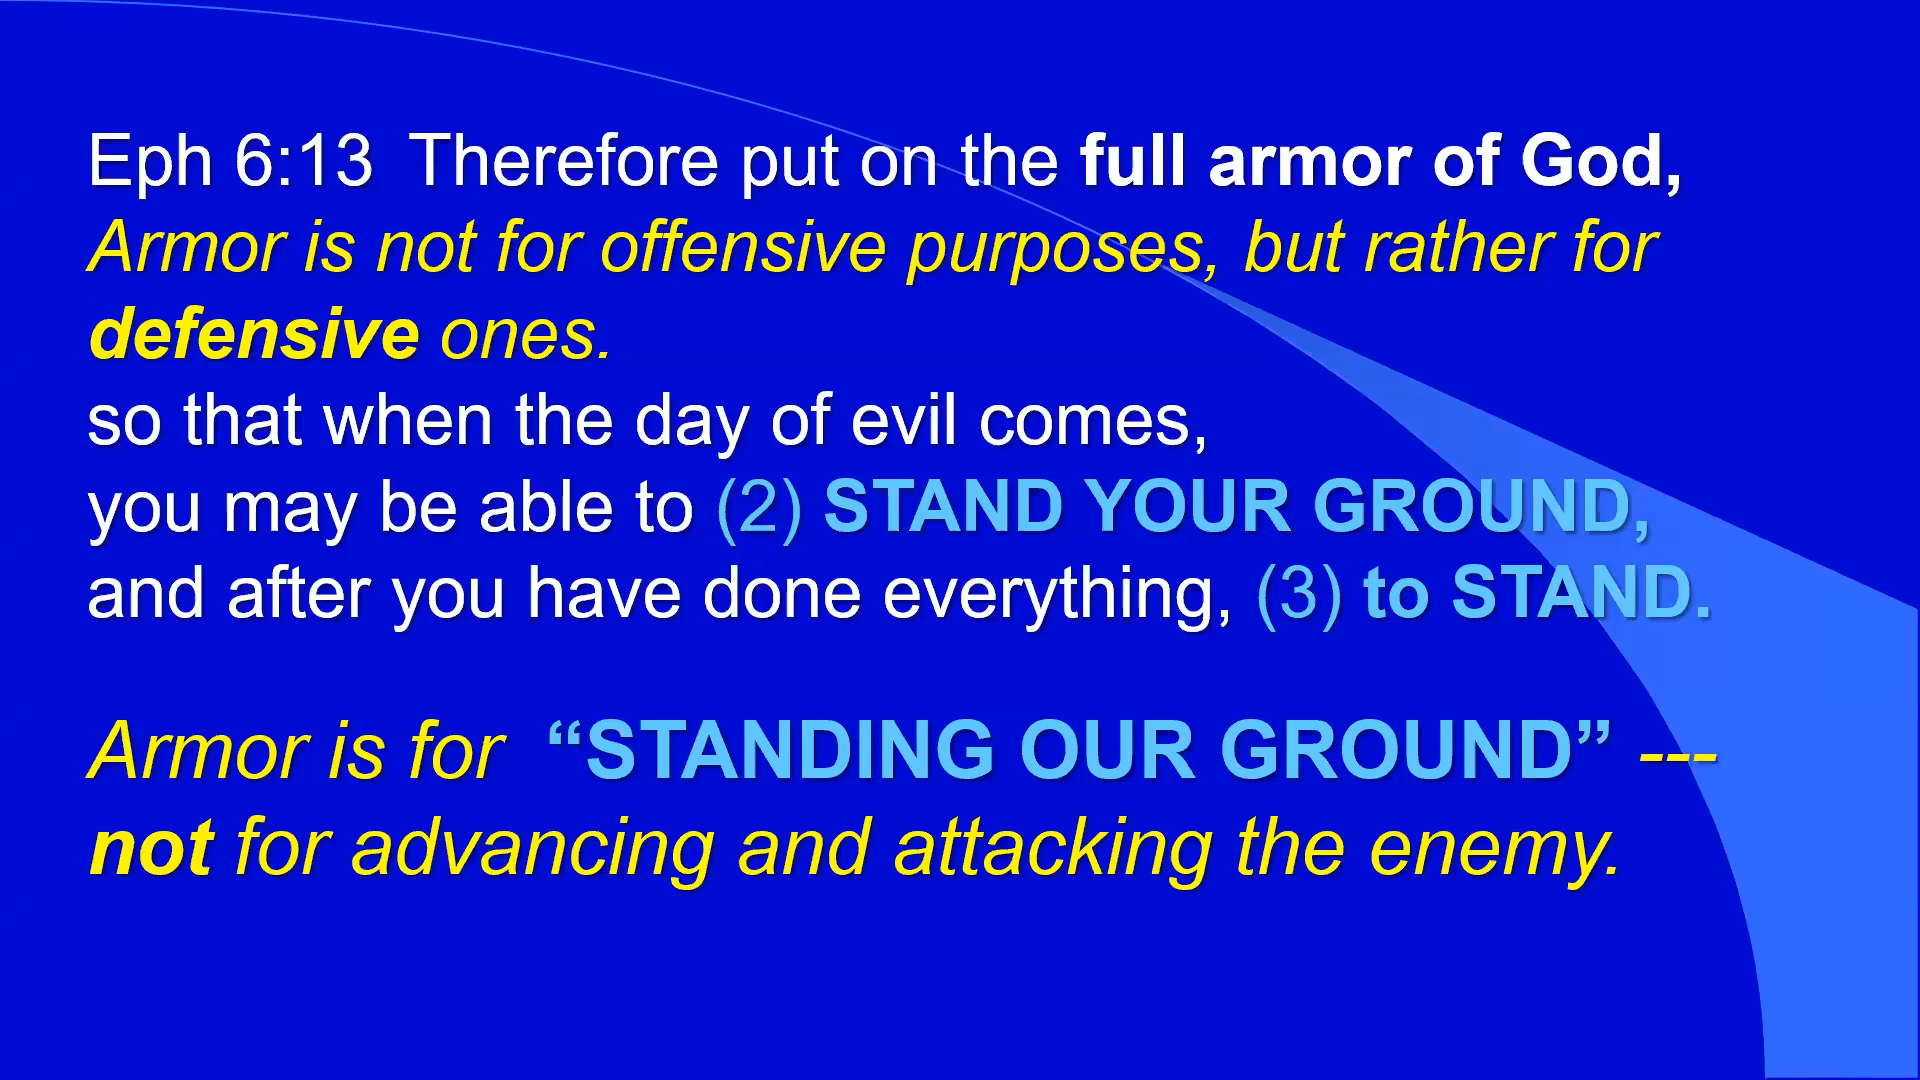 Eph 6:13  Therefore put on the full armor of God,
Armor is not for offensive purposes, but rather for
defensive ones.
so that when the day of evil comes,
you may be able to (2) STAND YOUR GROUND,
and after you have done everything, (3) to STAND.
Armor is for  “STANDING OUR GROUND” ---
not for advancing and attacking the enemy.